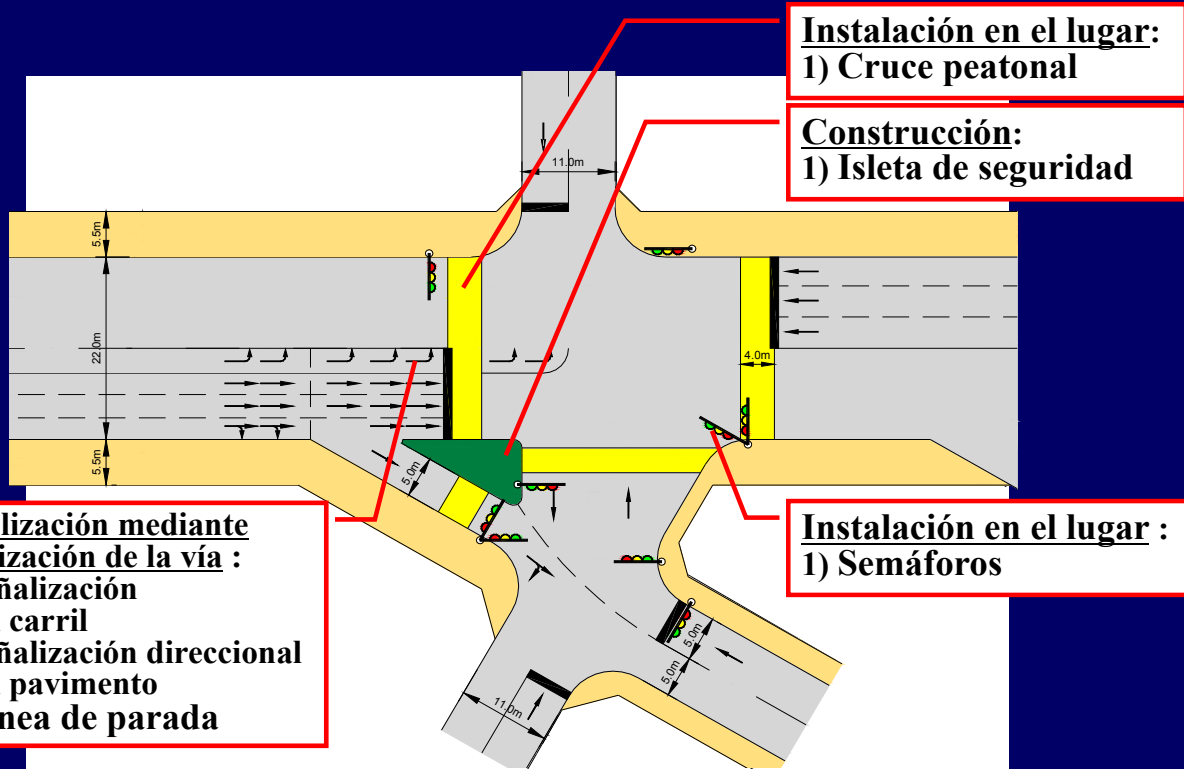 Instalación en el lugar:
1) Cruce peatonal
Construcción:
1) Isleta de seguridad
11.0m
5.5m
22.0m
4.0m
5.5m
5.0m
lización mediante
ización de la vía :
ñalización
carril
ñalización direccional
pavimento
nea de parada
Instalación en el lugar :
1) Semáforos
5.0m
5.0m
11.0m